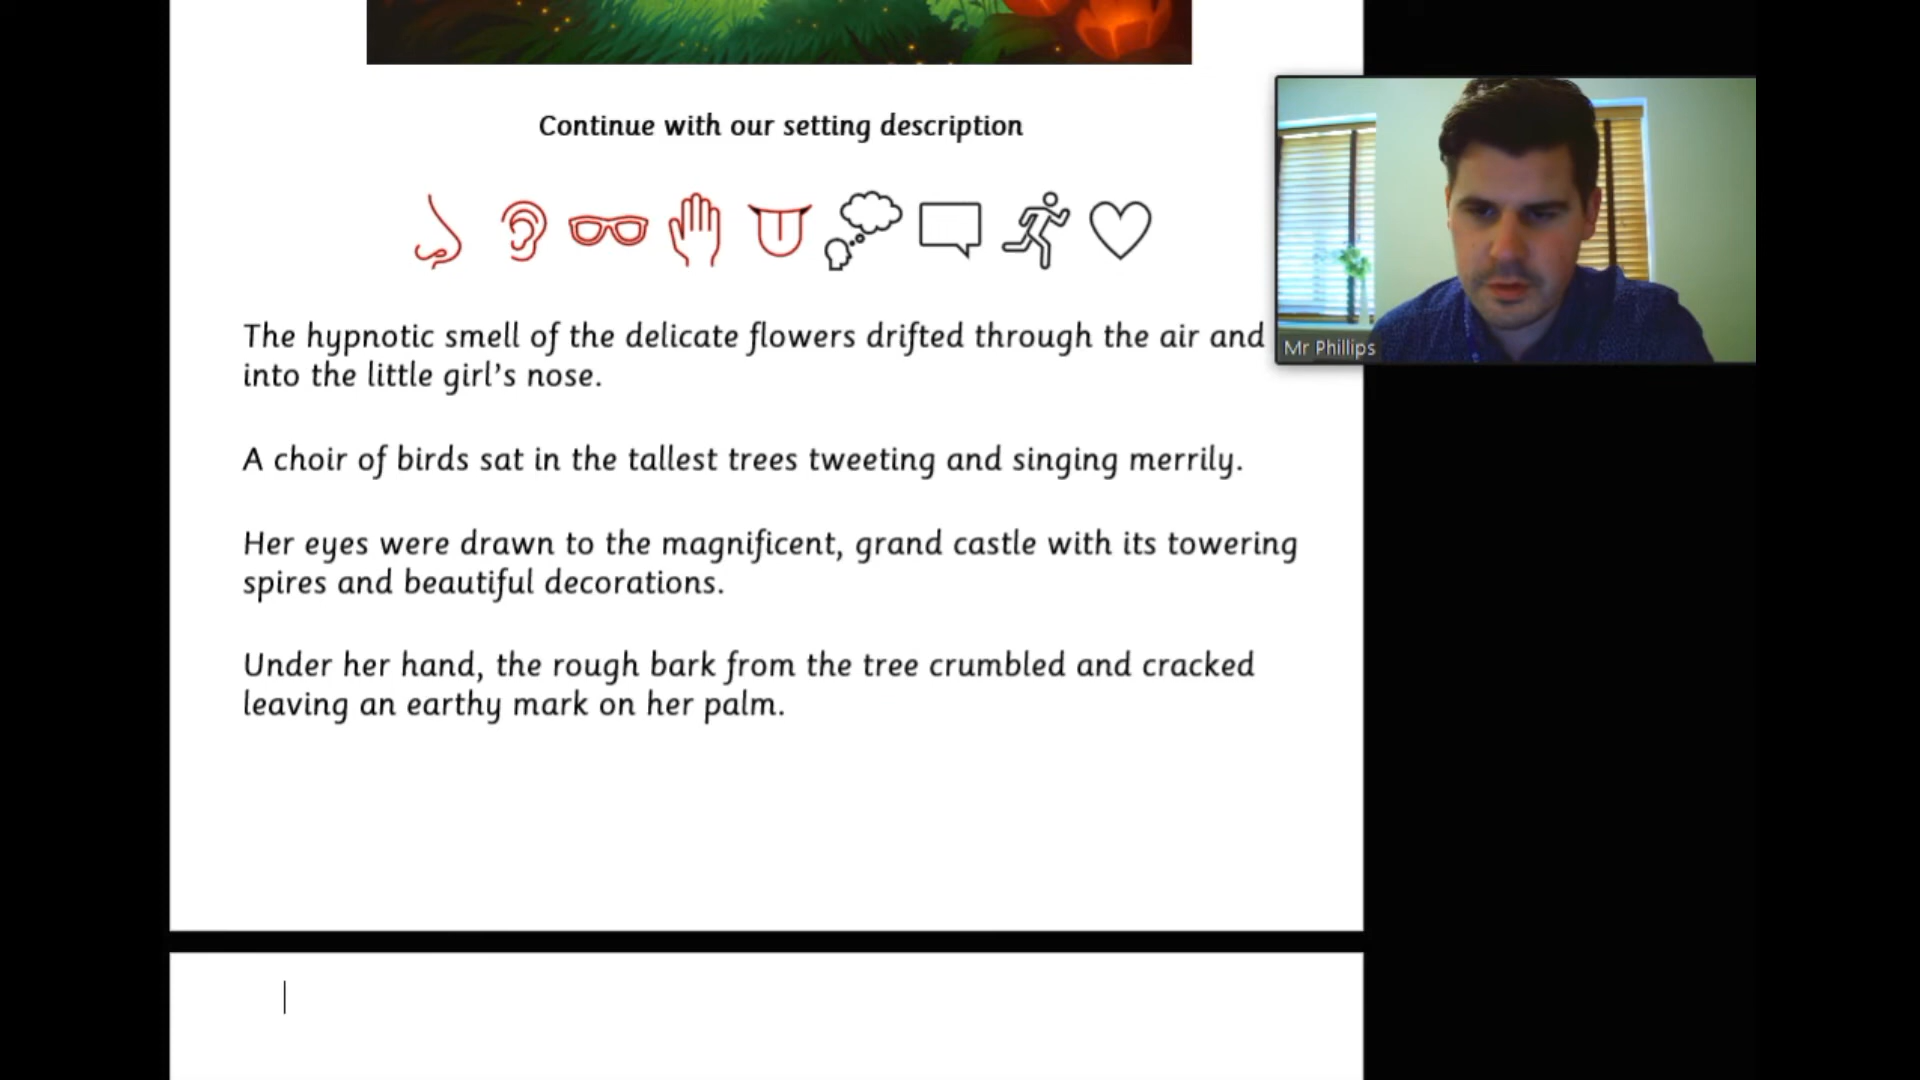 Continue with our setting description
Mr Phillips
The hypnotic smell of the delicate flowers drifted through the air and
into the little girl's nose.
A choir of birds sat in the tallest trees tweeting and singing merrily.
Her eyes were drawn to the magnificent, grand castle with its towering
spires and beautiful decorations.
Under her hand, the rough bark from the tree crumbled and cracked
leaving an earthy mark on her palm.